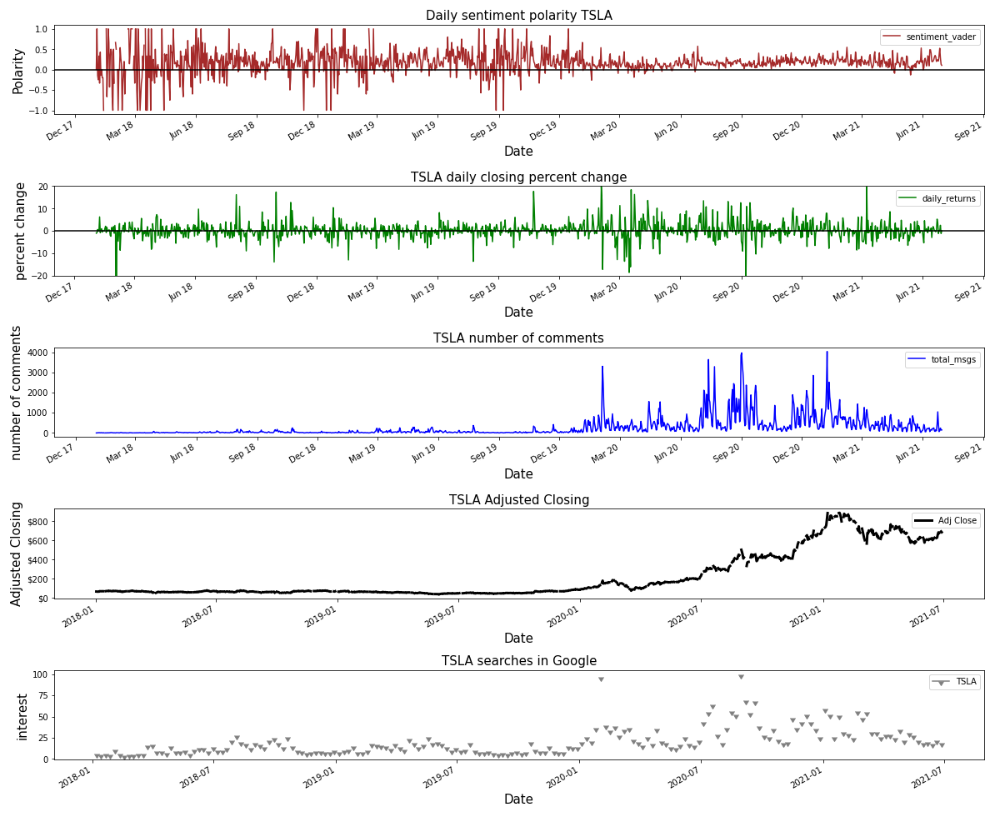 Daily sentiment polarity TSLA
sentiment_vader
Polarity
1.0
0.5
0.0
−0.5
−1.0
Dec 17 Mar 18 Jun 18 Sep 18 Dec 18 Mar 19 Jun 19 Sep 19 Dec 19 Mar 20 Jun 20 Sep 20 Dec 20 Mar 21 Jun 21 Sep 21
Date
TSLA daily closing percent change
daily_returns
percent change
20
10
0
−10
−20
Dec 17 Mar 18 Jun 18 Sep 18 Dec 18 Mar 19 Jun 19 Sep 19 Dec 19 Mar 20 Jun 20 Sep 20 Dec 20 Mar 21 Jun 21 Sep 21
Date
TSLA number of comments
total_msgs
number of comments
4000
3000
2000
1000
0
Dec 17 Mar 18 Jun 18 Sep 18 Dec 18 Mar 19 Jun 19 Sep 19 Dec 19 Mar 20 Jun 20 Sep 20 Dec 20 Mar 21 Jun 21 Sep 21
Date
TSLA Adjusted Closing
Adj Close
Adjusted Closing
$800
$600
$400
$200
$0
2018-01 2018-07 2019-01 2019-07 2020-01 2020-07 2021-01 2021-07
Date
TSLA searches in Google
TSLA
interest
100
75
50
25
0
2018-01 2018-07 2019-01 2019-07 2020-01 2020-07 2021-01 2021-07
Date